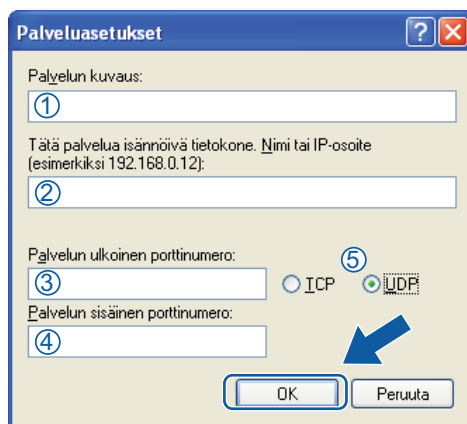 Palveluasetukset
Palvelun kuvaus:
①
Tätä palvelua isännöivä tietokone. Nimi tai IP-osoite
(esimerkiksi 192.168.0.12):
②
Palvelun ulkoinen porttinumero:
⑤
③
TCP
UDP
Palvelun sisäinen porttinumero:
④
OK
Peruuta